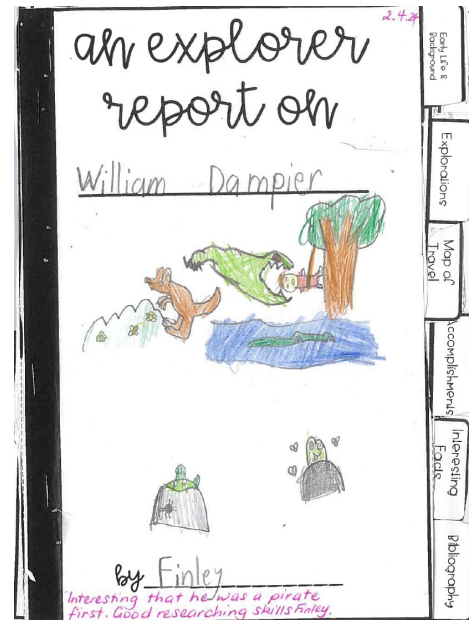 2.4.24
an explorer
report on
William Dampier
by Finley
Interesting that he was a pirate
first. Good researching skills Finley.
Early Life &
Background
Explorations
Map of
Travel
Accomplishments
Interesting
Facts
Bibliography